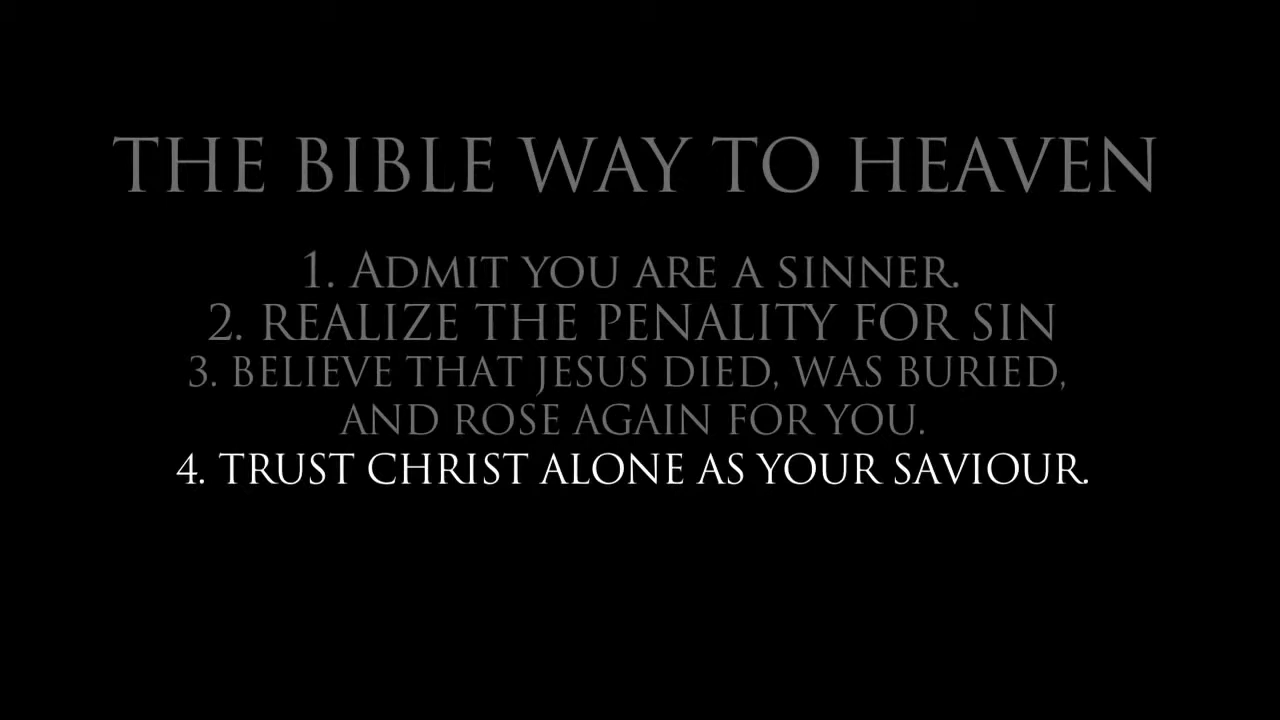 THE BIBLE WAY TO HEAVEN
1. ADMIT YOU ARE A SINNER.
2. REALIZE THE PENALITY FOR SIN
3. BELIEVE THAT JESUS DIED, WAS BURIED,
AND ROSE AGAIN FOR YOU.
4. TRUST CHRIST ALONE AS YOUR SAVIOUR.